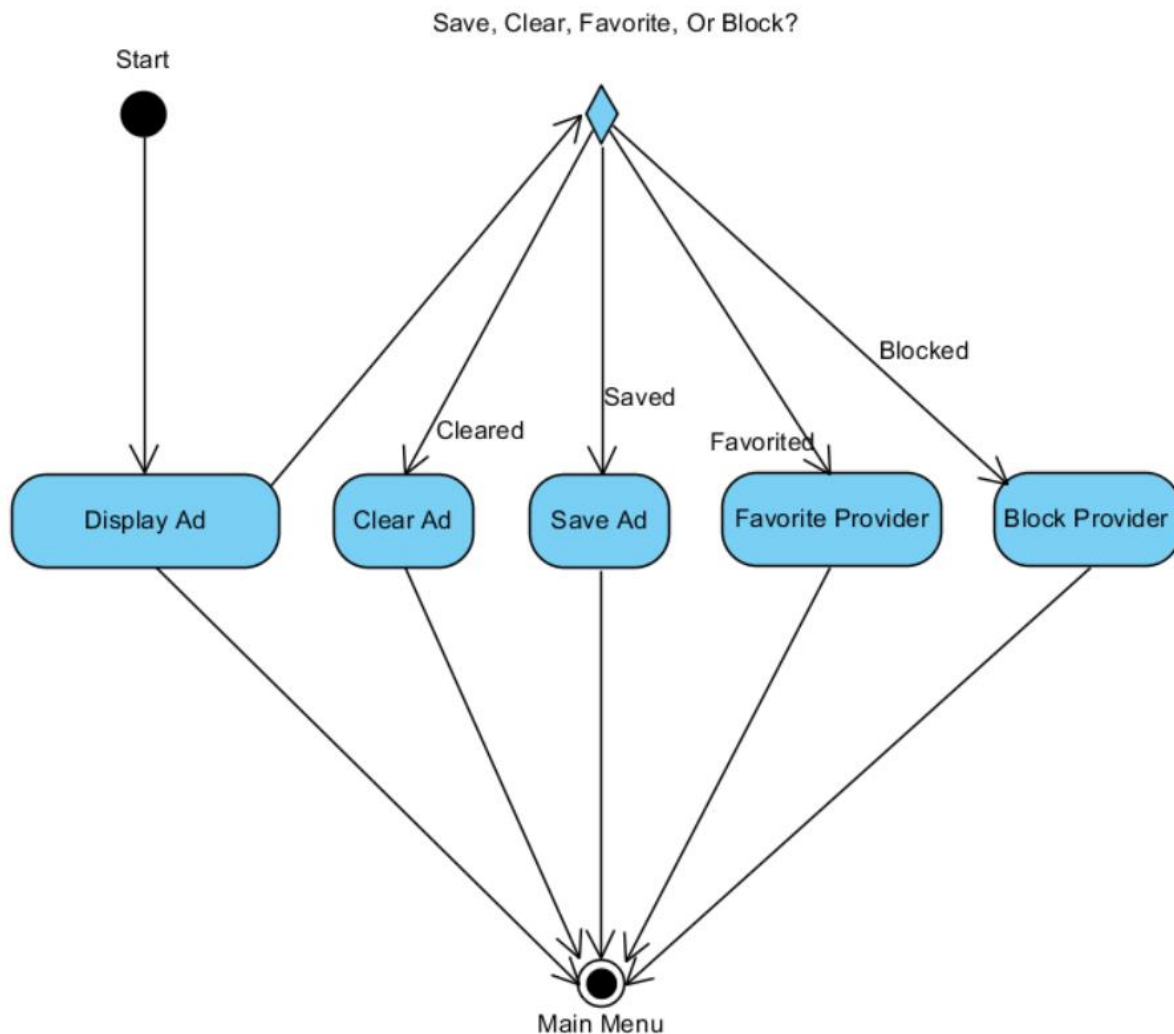 Save, Clear, Favorite, Or Block?
Start
Blocked
Saved
Cleared
Favorited
Display Ad
Clear Ad
Save Ad
Favorite Provider
Block Provider
Main Menu